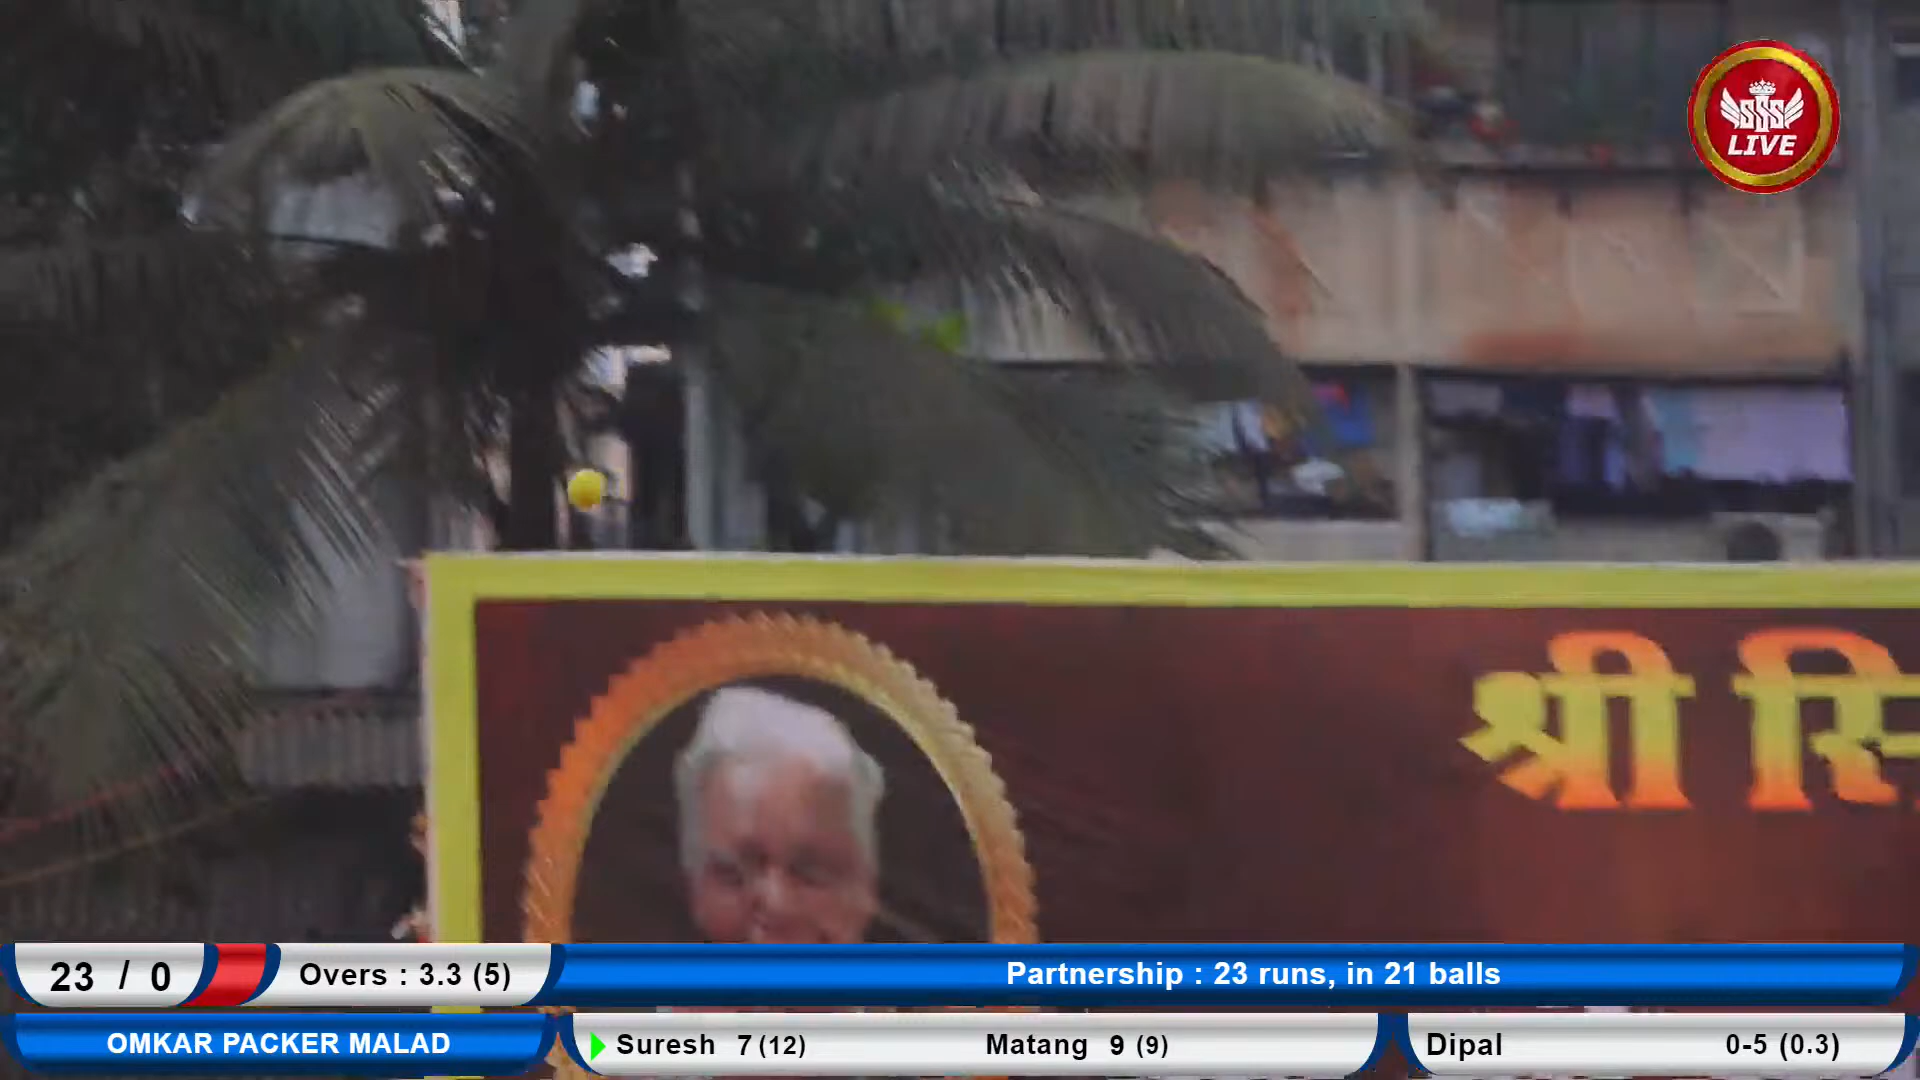 SSS
LIVE
श्री
23 / 0
Overs : 3.3 (5)
Partnership : 23 runs, in 21 balls
OMKAR PACKER MALAD
Suresh 7 (12)
Matang 9 (9)
Dipal 0-5 (0.3)